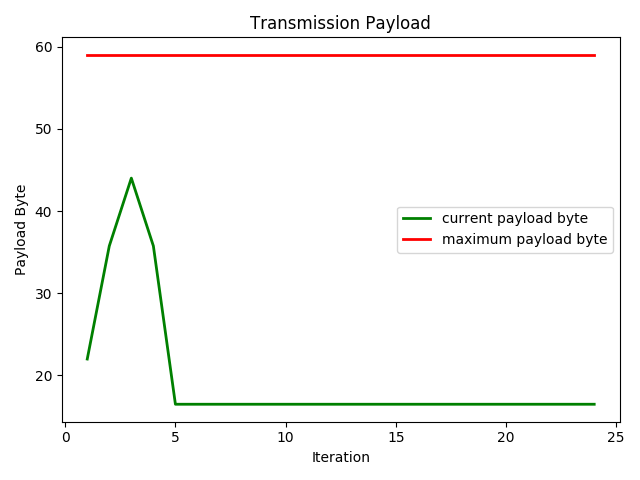 Transmission Payload
Payload Byte
60
50
40
30
20
current payload byte
maximum payload byte
0 5 10 15 20 25
Iteration